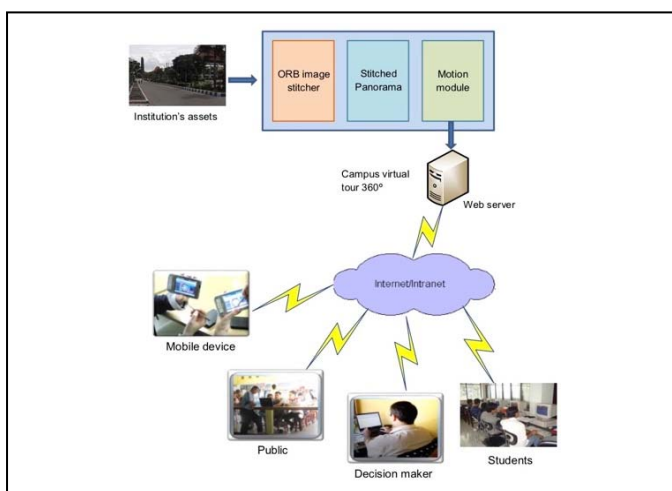 ORB image
stitcher
Stitched
Panorama
Motion
module
Institution's assets
Campus virtual
tour 360º
Web server
Internet/Intranet
Mobile device
Public
Decision maker
Students